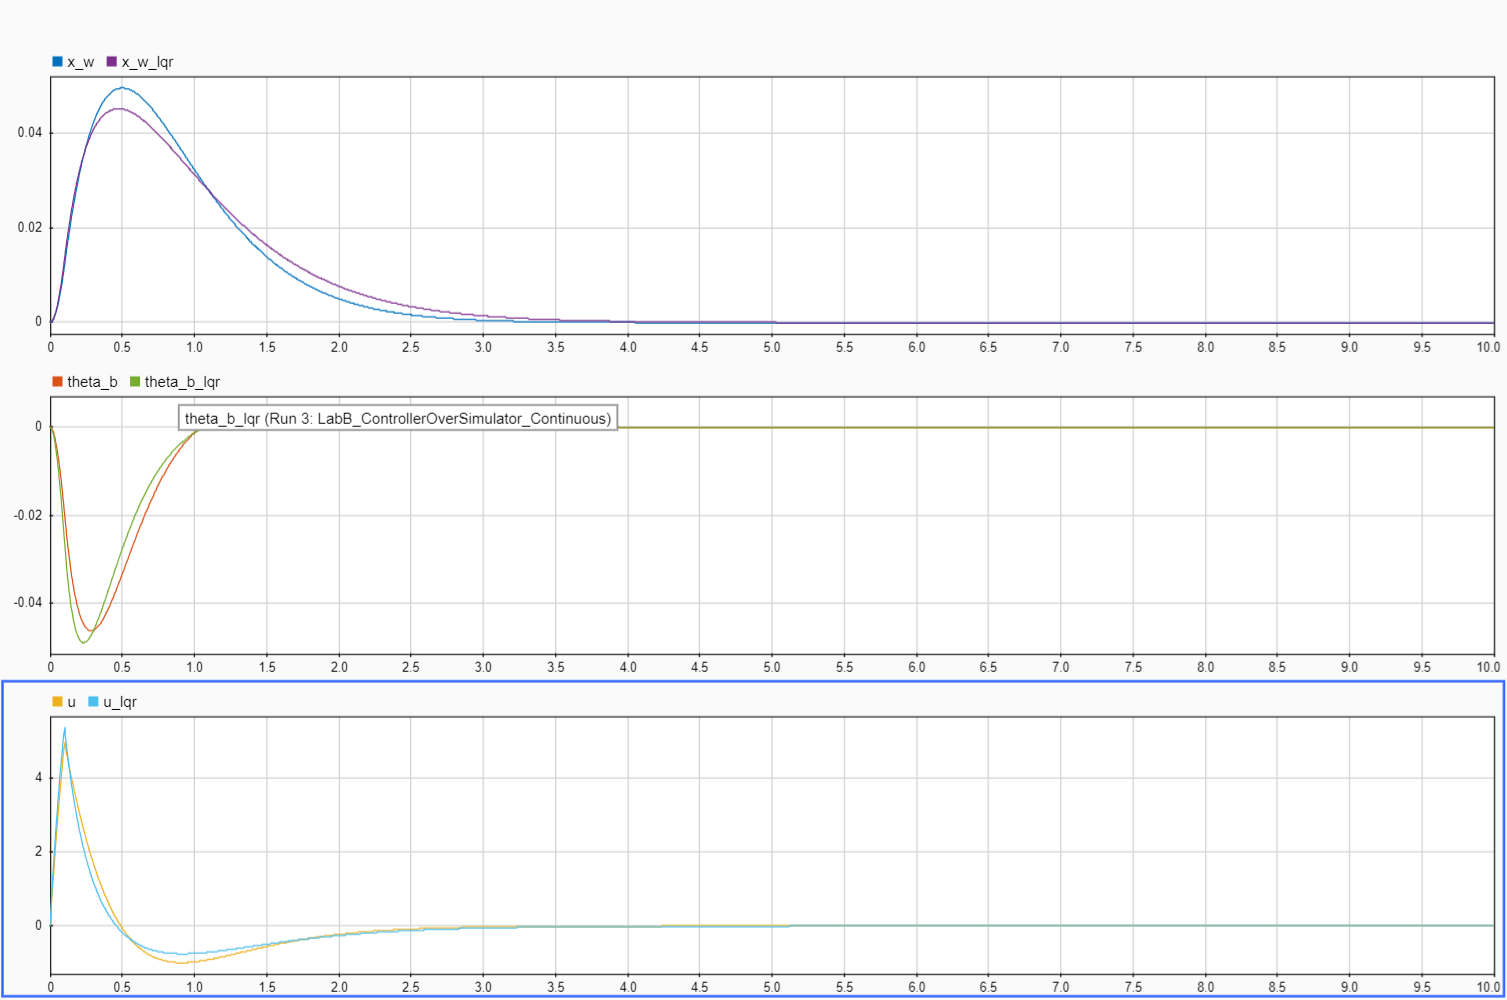 x_w x_w_lqr
0.04
0.02
0
0 0.5 1.0 1.5 2.0 2.5 3.0 3.5 4.0 4.5 5.0 5.5 6.0 6.5 7.0 7.5 8.0 8.5 9.0 9.5 10.0
theta_b theta_b_lqr
theta_b_lqr (Run 3: LabB_ControllerOverSimulator_Continuous)
0
-0.02
-0.04
0 0.5 1.0 1.5 2.0 2.5 3.0 3.5 4.0 4.5 5.0 5.5 6.0 6.5 7.0 7.5 8.0 8.5 9.0 9.5 10.0
u u_lqr
4
2
0
0 0.5 1.0 1.5 2.0 2.5 3.0 3.5 4.0 4.5 5.0 5.5 6.0 6.5 7.0 7.5 8.0 8.5 9.0 9.5 10.0